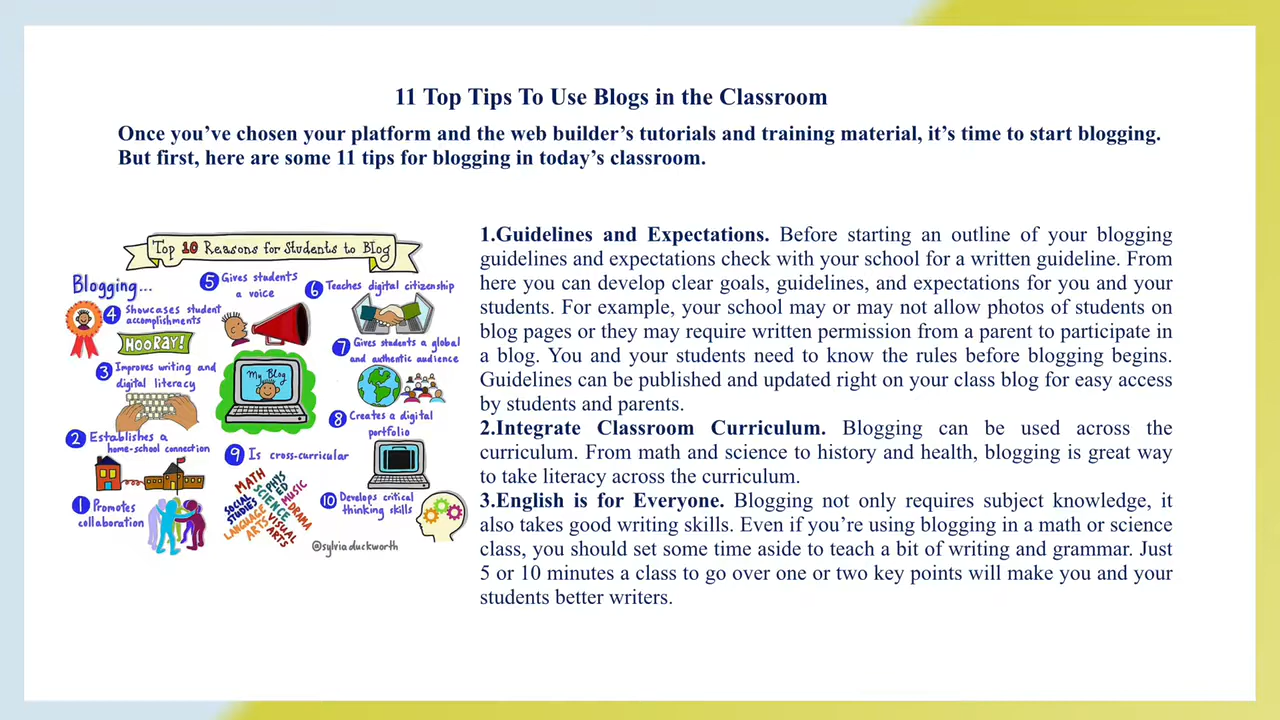 11 Top Tips To Use Blogs in the Classroom
Once you’ve chosen your platform and the web builder’s tutorials and training material, it’s time to start blogging.
But first, here are some 11 tips for blogging in today’s classroom.
Top 10 Reasons for Students to Blog
Blogging...
5 Gives students
a voice
6 Teaches digital citizenship
4 Showcases student
accomplishments
HOORAY!
7 Gives students a global
and authentic audience
3 Improves writing and
digital literacy
My Blog
8 Creates a digital
portfolio
2 Establishes a
home-school connection
9 Is cross-curricular
1 Promotes
collaboration
MATH
PHYS
ED
SCIENCE
MUSIC
SOCIAL
STUDIES
DRAMA
LANGUAGE
ARTS
VISUAL
ARTS
10 Develops critical
thinking skills
@sylviaduckworth
1.Guidelines and Expectations. Before starting an outline of your blogging
guidelines and expectations check with your school for a written guideline. From
here you can develop clear goals, guidelines, and expectations for you and your
students. For example, your school may or may not allow photos of students on
blog pages or they may require written permission from a parent to participate in
a blog. You and your students need to know the rules before blogging begins.
Guidelines can be published and updated right on your class blog for easy access
by students and parents.
2.Integrate Classroom Curriculum. Blogging can be used across the
curriculum. From math and science to history and health, blogging is great way
to take literacy across the curriculum.
3.English is for Everyone. Blogging not only requires subject knowledge, it
also takes good writing skills. Even if you’re using blogging in a math or science
class, you should set some time aside to teach a bit of writing and grammar. Just
5 or 10 minutes a class to go over one or two key points will make you and your
students better writers.